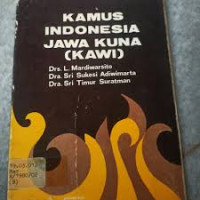 KAMUS
INDONESIA
JAWA KUNA
(KAWI)
Drs. L. Mardiwarsito
Dra. Sri Sukesi Adiwimarta
Dra. Sri Timur Suratman